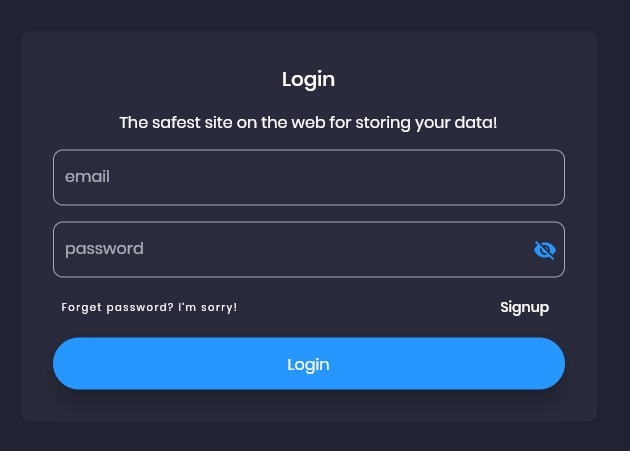 Login
The safest site on the web for storing your data!
email
password
Forget password? I'm sorry!
Signup
Login